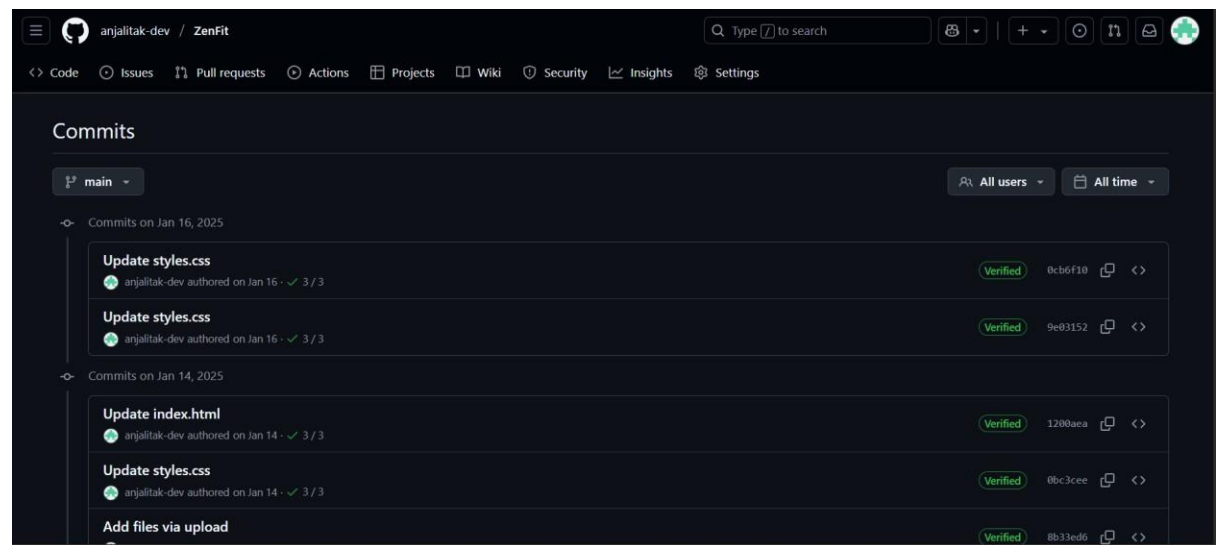 anjalitak-dev / ZenFit
Type / to search
Code Issues Pull requests Actions Projects Wiki Security Insights Settings
Commits
main All users All time
Commits on Jan 16, 2025
Update styles.css
Verified 0cb6f10
anjalitak-dev authored on Jan 16 · ✓ 3 / 3
Update styles.css
Verified 9e03152
anjalitak-dev authored on Jan 16 · ✓ 3 / 3
Commits on Jan 14, 2025
Update index.html
Verified 1200aea
anjalitak-dev authored on Jan 14 · ✓ 3 / 3
Update styles.css
Verified 0bc3cee
anjalitak-dev authored on Jan 14 · ✓ 3 / 3
Add files via upload
Verified 8b33ed6